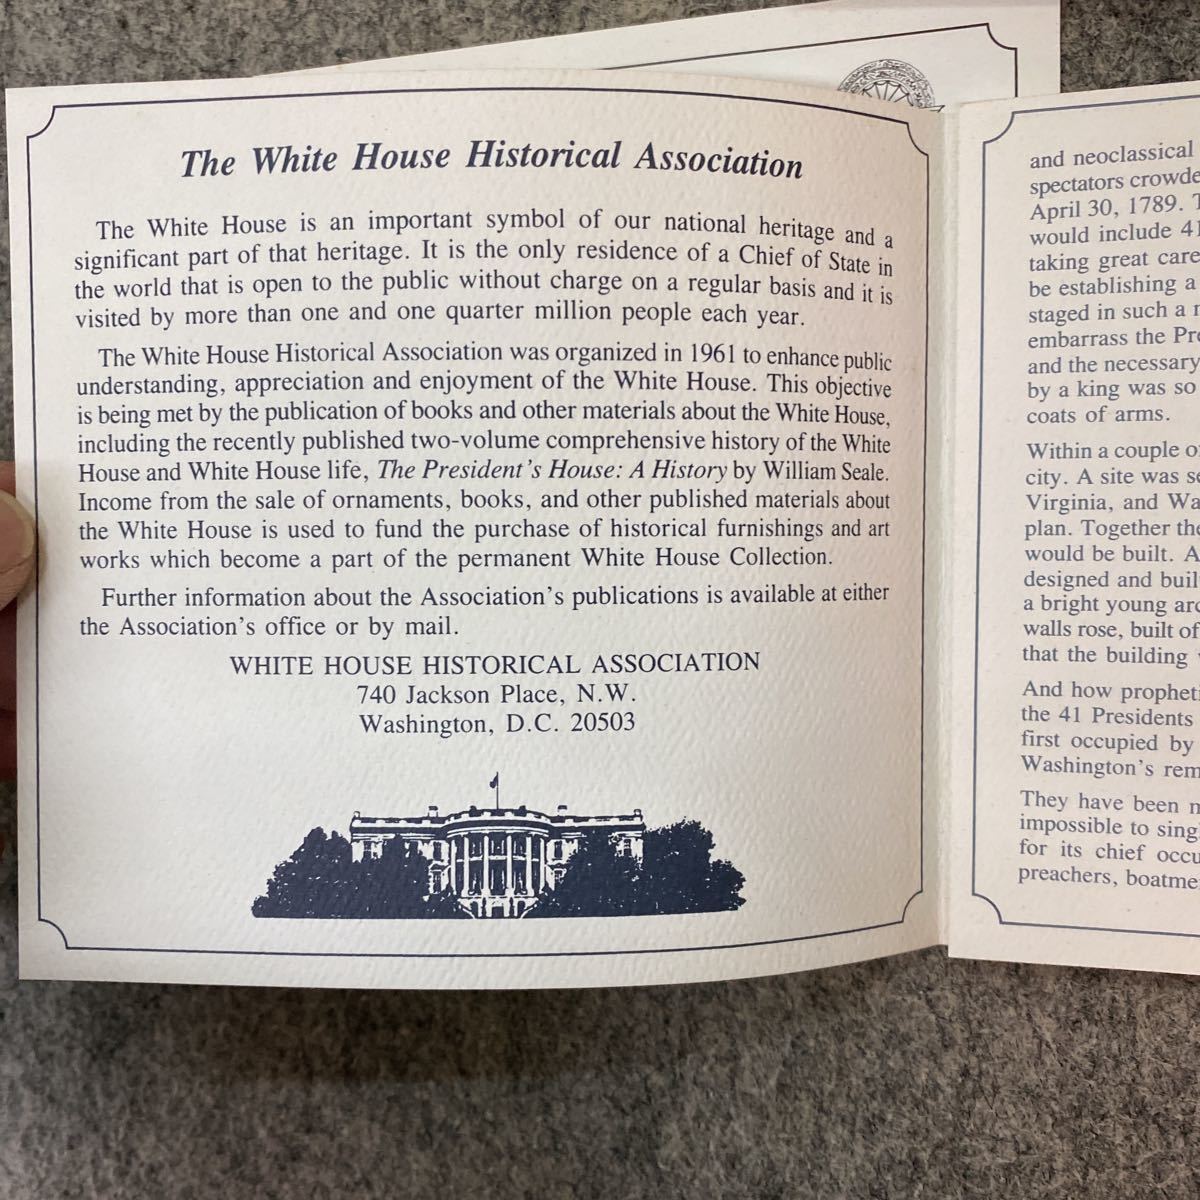 The White House Historical Association
The White House is an important symbol of our national heritage and a
significant part of that heritage. It is the only residence of a Chief of State in
the world that is open to the public without charge on a regular basis and it is
visited by more than one and one quarter million people each year.
The White House Historical Association was organized in 1961 to enhance public
understanding, appreciation and enjoyment of the White House. This objective
is being met by the publication of books and other materials about the White House,
including the recently published two-volume comprehensive history of the White
House and White House life, The President's House: A History by William Seale.
Income from the sale of ornaments, books, and other published materials about
the White House is used to fund the purchase of historical furnishings and art
works which become a part of the permanent White House Collection.
Further information about the Association's publications is available at either
the Association's office or by mail.
WHITE HOUSE HISTORICAL ASSOCIATION
740 Jackson Place, N.W.
Washington, D.C. 20503
and neoclassical
spectators
April 30, 1789.
would include 41
taking great care
be establishing a
staged in such a
embarrass the
and the necessary
by a king was so
coats of arms.
Within a couple
city. A site was
Virginia, and
plan. Together
would be built.
designed and
a bright young
walls rose, built of
that the building
And how
the 41 Presidents
first occupied by
Washington's
They have been
impossible to
for its chief
preachers,